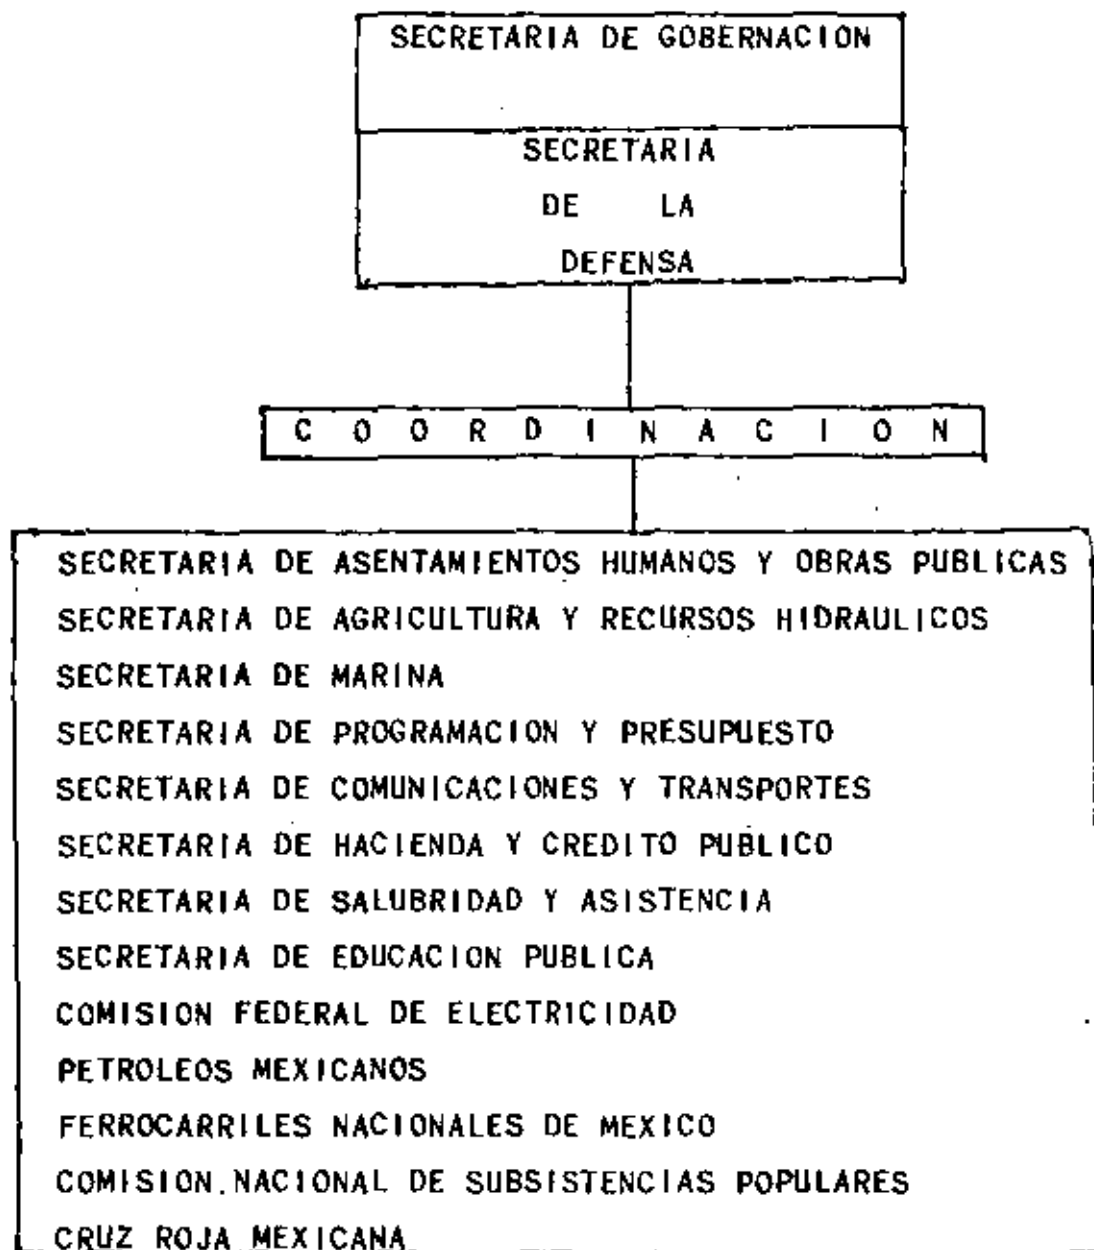 SECRETARIA DE GOBERNACION
SECRETARIA
DE LA
DEFENSA
C O O R D I N A C I O N
SECRETARIA DE ASENTAMIENTOS HUMANOS Y OBRAS PUBLICAS
SECRETARIA DE AGRICULTURA Y RECURSOS HIDRAULICOS
SECRETARIA DE MARINA
SECRETARIA DE PROGRAMACION Y PRESUPUESTO
SECRETARIA DE COMUNICACIONES Y TRANSPORTES
SECRETARIA DE HACIENDA Y CREDITO PUBLICO
SECRETARIA DE SALUBRIDAD Y ASISTENCIA
SECRETARIA DE EDUCACION PUBLICA
COMISION FEDERAL DE ELECTRICIDAD
PETROLEOS MEXICANOS
FERROCARRILES NACIONALES DE MEXICO
COMISION NACIONAL DE SUBSISTENCIAS POPULARES
CRUZ ROJA MEXICANA